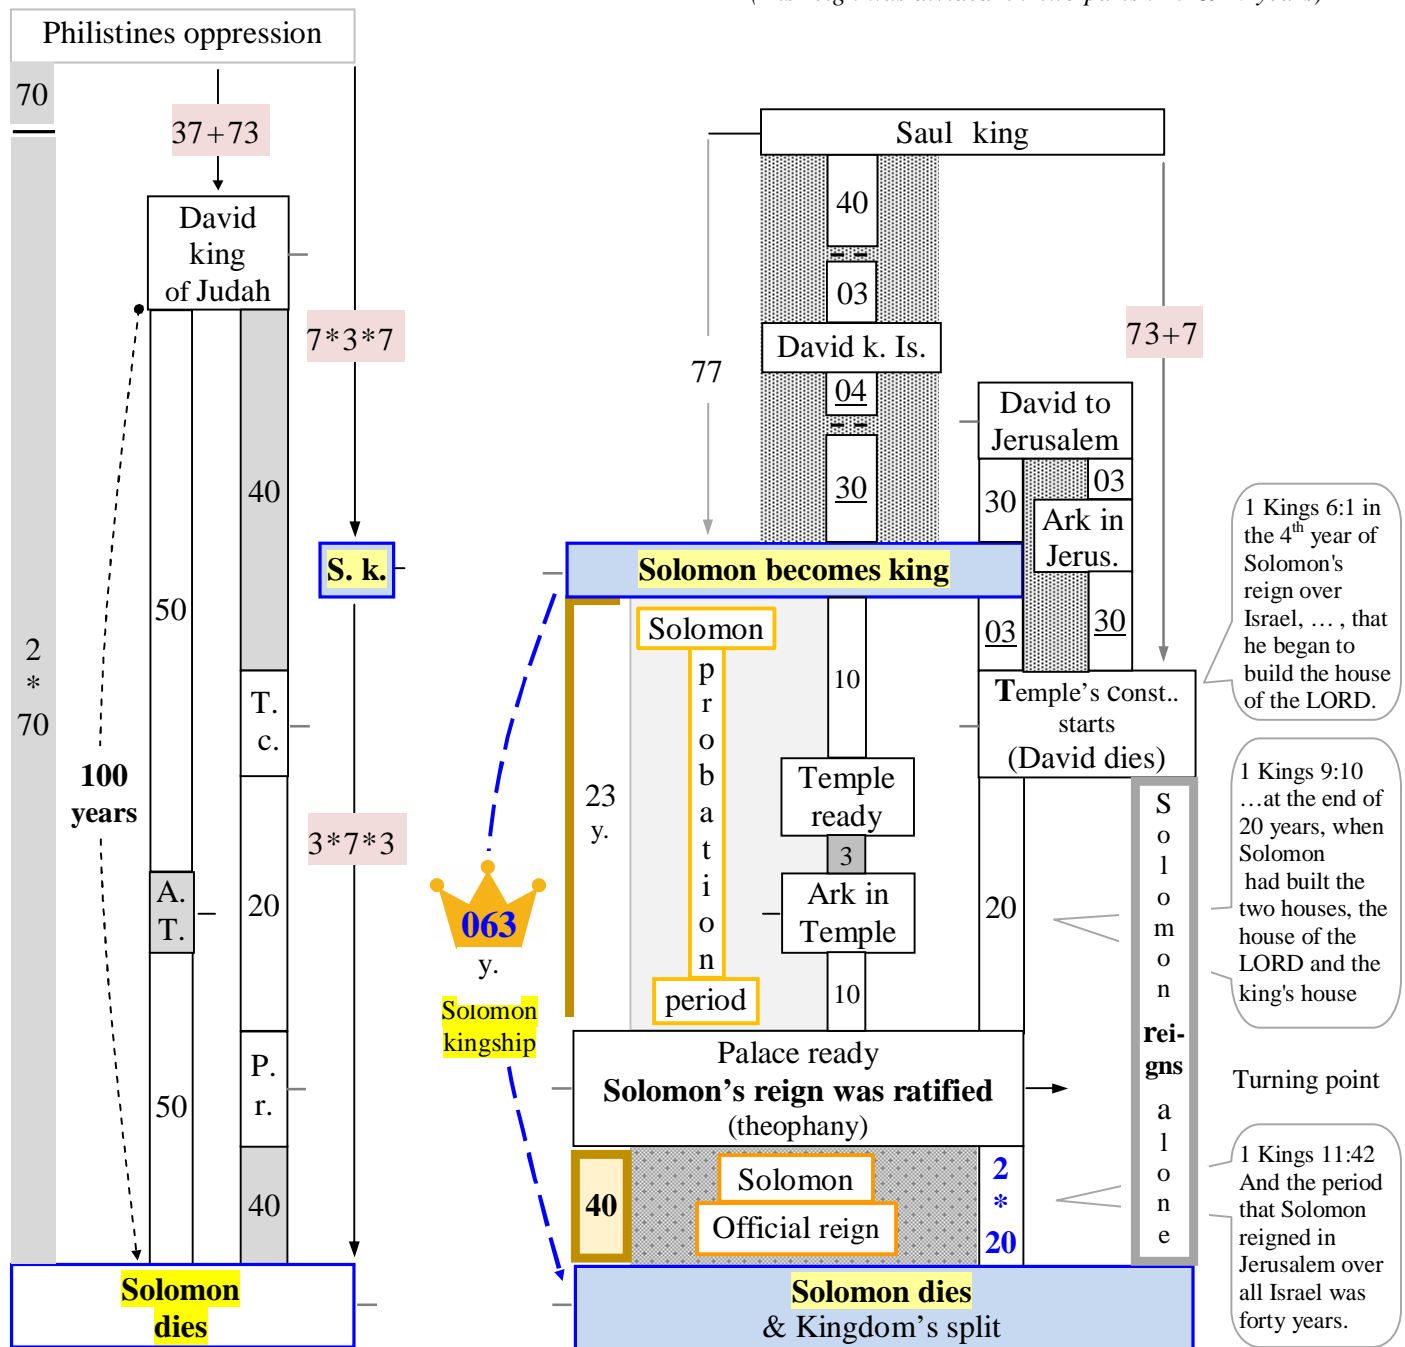 Philistines oppression
70
37+73
David
king
of Judah
7*3*7
40
50
S. k.
2
*
70
T.
c.
100
years
3*7*3
A.
T.
20
P.
r.
50
40
Solomon
dies
Saul king
40
03
David k. Is.
04
30
77
73+7
David to
Jerusalem
30
03
Ark in
Jerus.
30
03
Solomon becomes king
Solomon
p
r
o
b
a
t
i
o
n
period
23
y.
10
Temple
ready
3
Ark in
Temple
10
Temple's const..
starts
(David dies)
20
063
y.
Solomon
kingship
Palace ready
Solomon's reign was ratified
(theophany)
40
Solomon
Official reign
2
*
20
Solomon dies
& Kingdom's split
S
o
l
o
m
o
n
rei-
gns
a
l
o
n
e
1 Kings 6:1 in
the 4th year of
Solomon's
reign over
Israel, … , that
he began to
build the house
of the LORD.
1 Kings 9:10
…at the end of
20 years, when
Solomon
had built the
two houses, the
house of the
LORD and the
king's house
Turning point
1 Kings 11:42
And the period
that Solomon
reigned in
Jerusalem over
all Israel was
forty years.